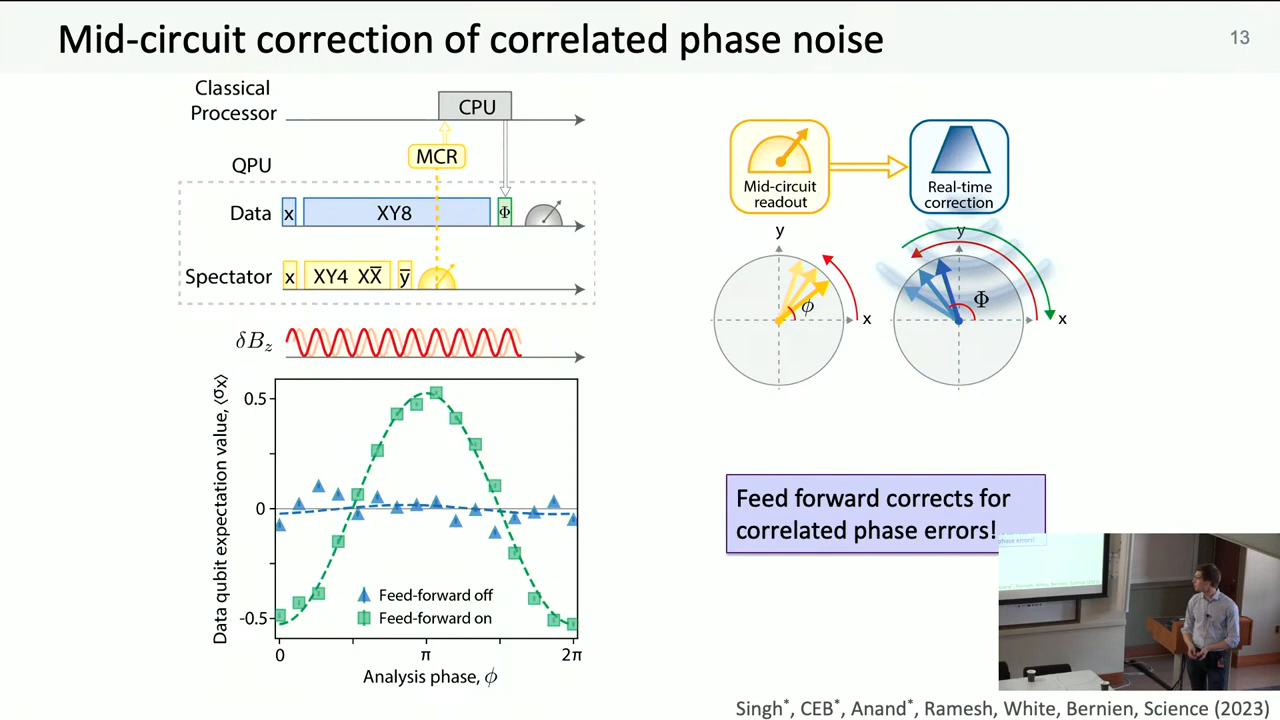 Mid-circuit correction of correlated phase noise
13
Classical
Processor
CPU
MCR
QPU
Data
x
XY8
Φ
Spectator
x
XY4 XX̅
y̅
δB_z
Data qubit expectation value, ⟨σx⟩
0.5
0
-0.5
Feed-forward off
Feed-forward on
0
π
2π
Analysis phase, ϕ
Mid-circuit
readout
Real-time
correction
y
x
ϕ
y
x
Φ
Feed forward corrects for
correlated phase errors!
phase errors!
Singh*, CEB*, Anand*, Ramesh, White, Bernien, Science (2023)